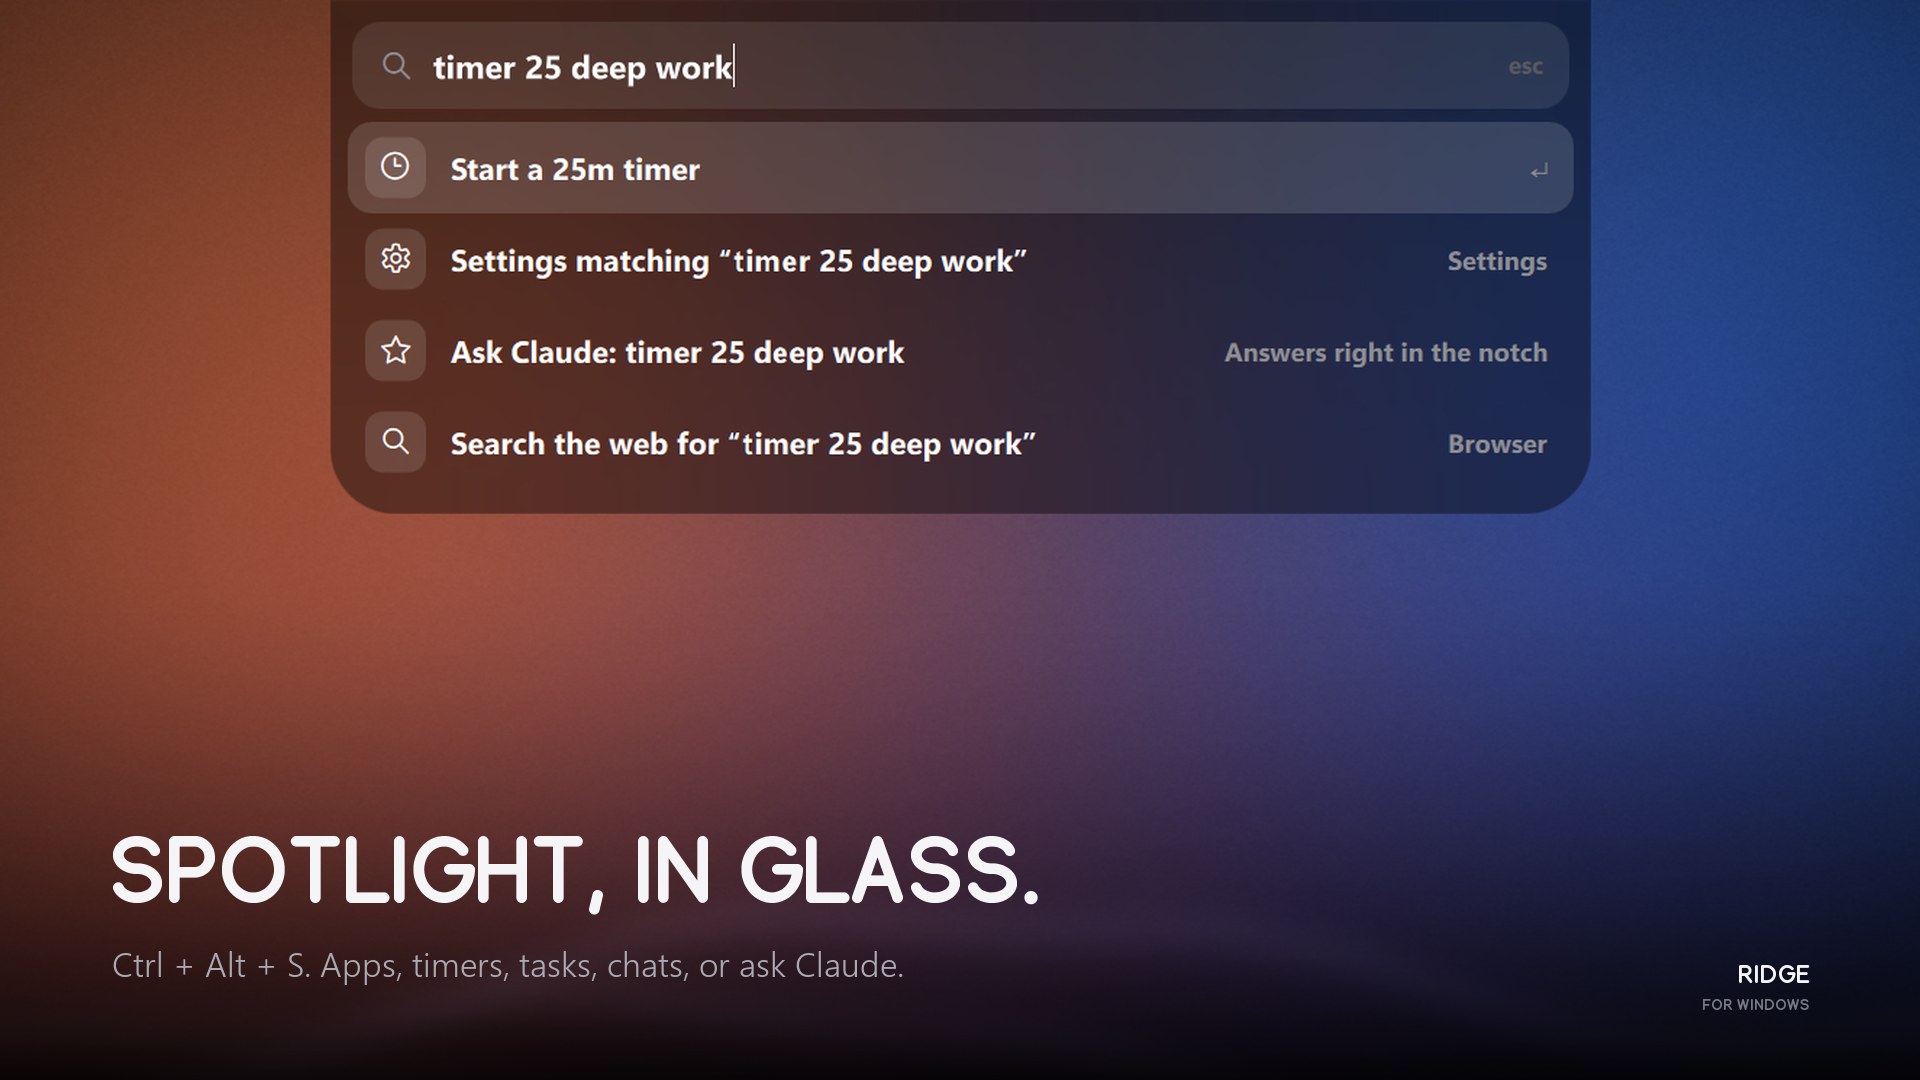 timer 25 deep work esc
Start a 25m timer
Settings matching “timer 25 deep work” Settings
Ask Claude: timer 25 deep work Answers right in the notch
Search the web for “timer 25 deep work” Browser
SPOTLIGHT, IN GLASS.
Ctrl + Alt + S. Apps, timers, tasks, chats, or ask Claude.
RIDGE
FOR WINDOWS